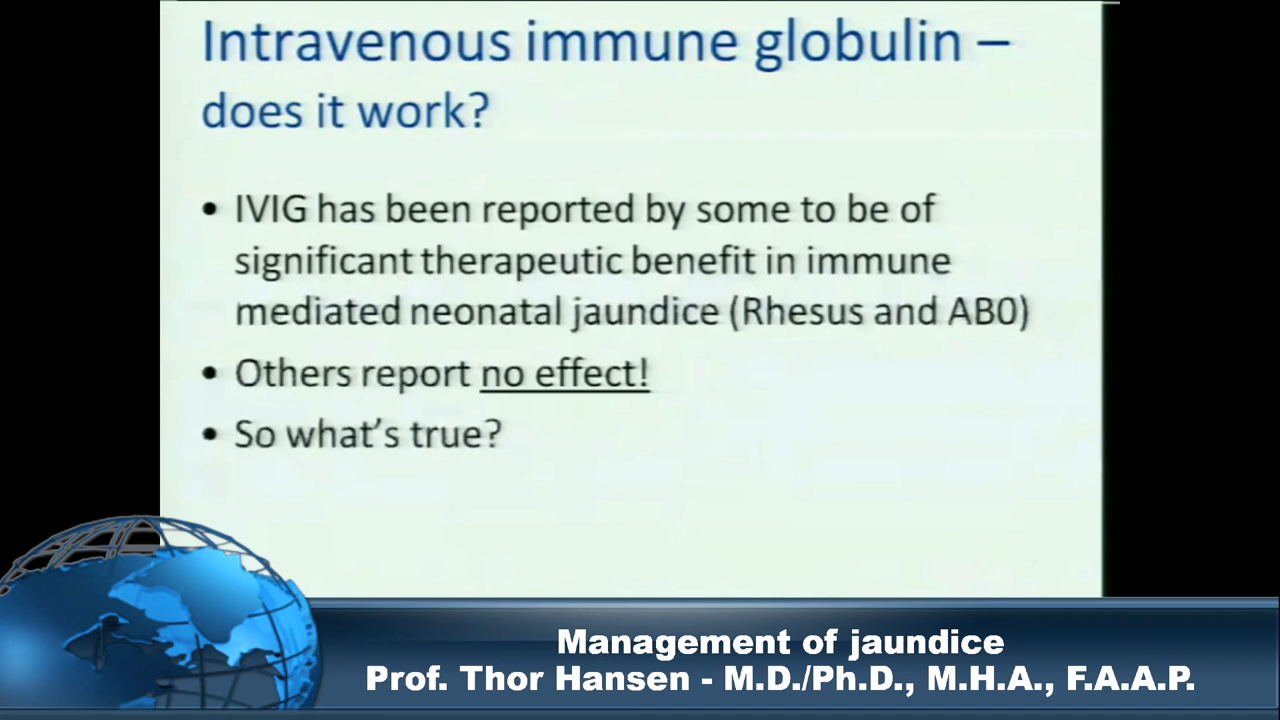 Intravenous immune globulin –
does it work?
• IVIG has been reported by some to be of
significant therapeutic benefit in immune
mediated neonatal jaundice (Rhesus and AB0)
• Others report no effect!
• So what's true?
Management of jaundice
Prof. Thor Hansen - M.D./Ph.D., M.H.A., F.A.A.P.